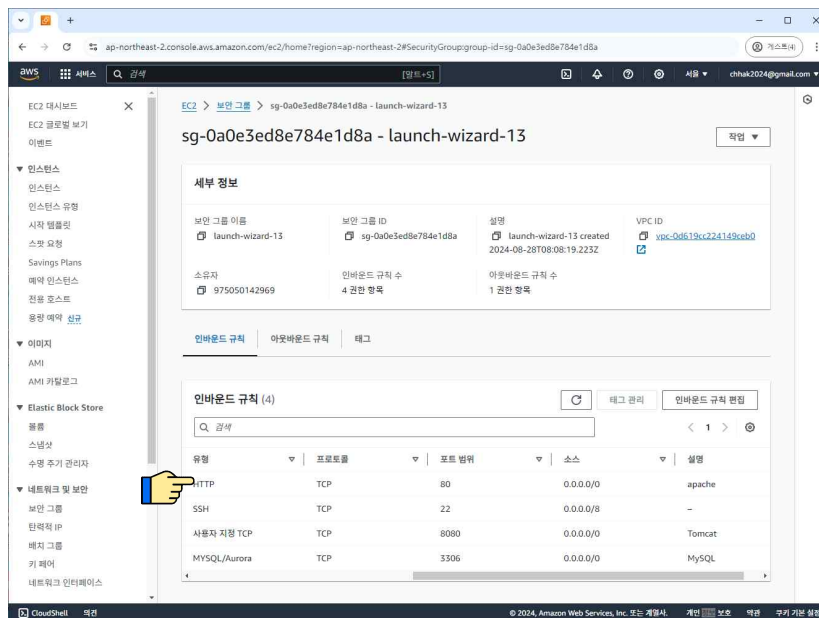 ap-northeast-2.console.aws.amazon.com/ec2/home?region=ap-northeast-2#SecurityGroup:group-id=sg-0a0e3ed8e784e1d8a
게스트(4)
aws
서비스
검색
[알트+S]
서울
chhak2024@gmail.com
EC2 대시보드
EC2 글로벌 보기
이벤트
인스턴스
인스턴스
인스턴스 유형
시작 템플릿
스팟 요청
Savings Plans
예약 인스턴스
전용 호스트
용량 예약 신규
이미지
AMI
AMI 카탈로그
Elastic Block Store
볼륨
스냅샷
수명 주기 관리자
네트워크 및 보안
보안 그룹
탄력적 IP
배치 그룹
키 페어
네트워크 인터페이스
EC2 > 보안 그룹 > sg-0a0e3ed8e784e1d8a - launch-wizard-13
sg-0a0e3ed8e784e1d8a - launch-wizard-13
작업
세부 정보
보안 그룹 이름
launch-wizard-13
보안 그룹 ID
sg-0a0e3ed8e784e1d8a
설명
launch-wizard-13 created
2024-08-28T08:08:19.223Z
VPC ID
vpc-0d619cc224149ceb0
소유자
975050142969
인바운드 규칙 수
4 권한 항목
아웃바운드 규칙 수
1 권한 항목
인바운드 규칙 아웃바운드 규칙 태그
인바운드 규칙 (4)
태그 관리
인바운드 규칙 편집
검색
1
유형 프로토콜 포트 범위 소스 설명
HTTP TCP 80 0.0.0.0/0 apache
SSH TCP 22 0.0.0.0/8 –
사용자 지정 TCP TCP 8080 0.0.0.0/0 Tomcat
MYSQL/Aurora TCP 3306 0.0.0.0/0 MySQL
CloudShell 의견
© 2024, Amazon Web Services, Inc. 또는 계열사.
개인 보호 약관 쿠키 기본 설정